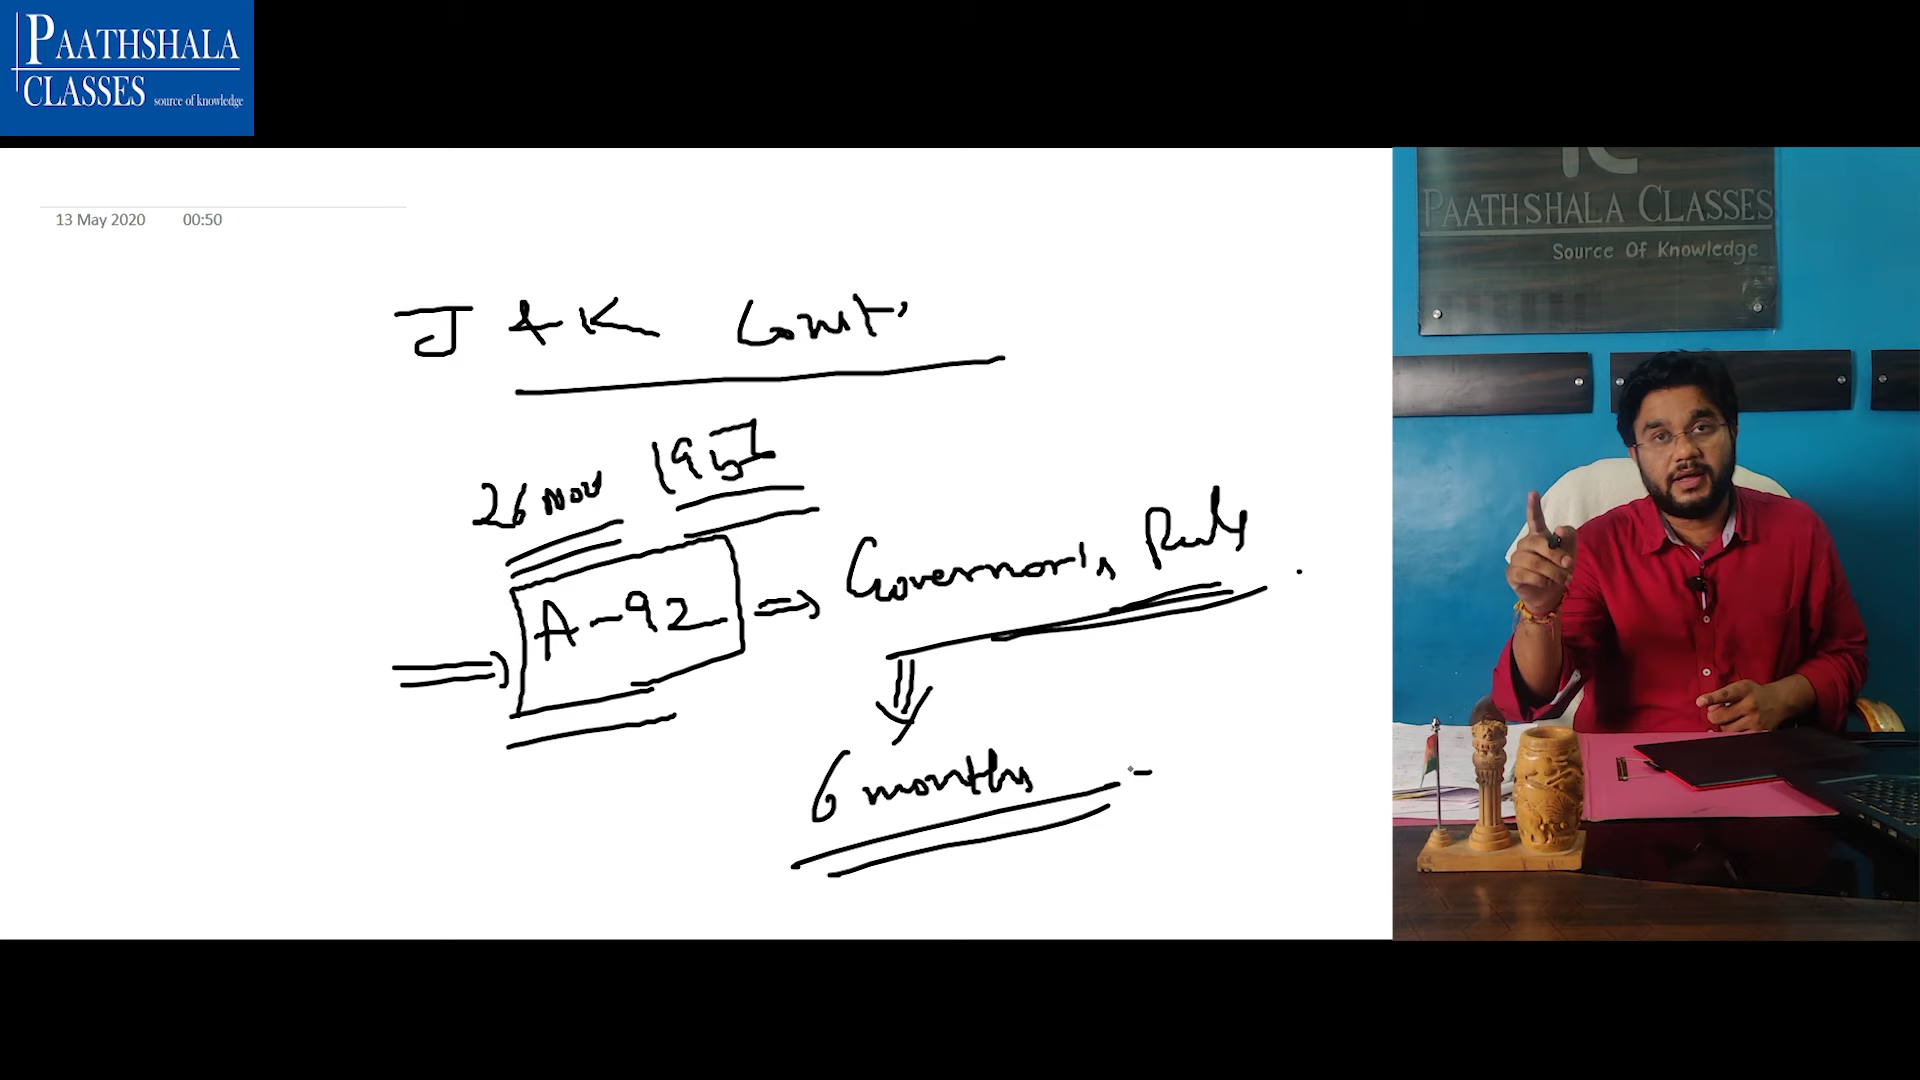 PAATHSHALA
CLASSES source of knowledge
13 May 2020 00:50
PAATHSHALA CLASSES
Source Of Knowledge
J & K Const'
26 Nov 1957
A-92 => Governor's Rule
6 months -